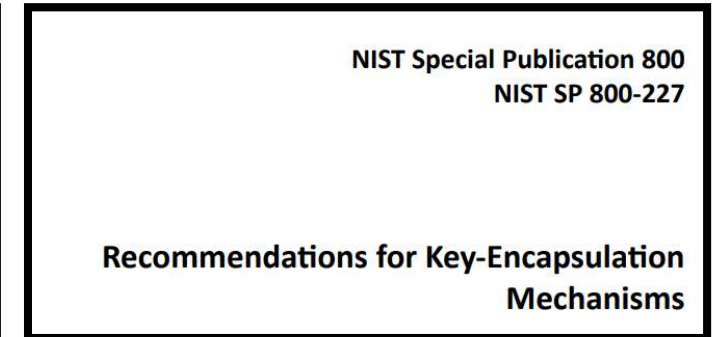 NIST Special Publication 800
NIST SP 800-227
Recommendations for Key-Encapsulation
Mechanisms